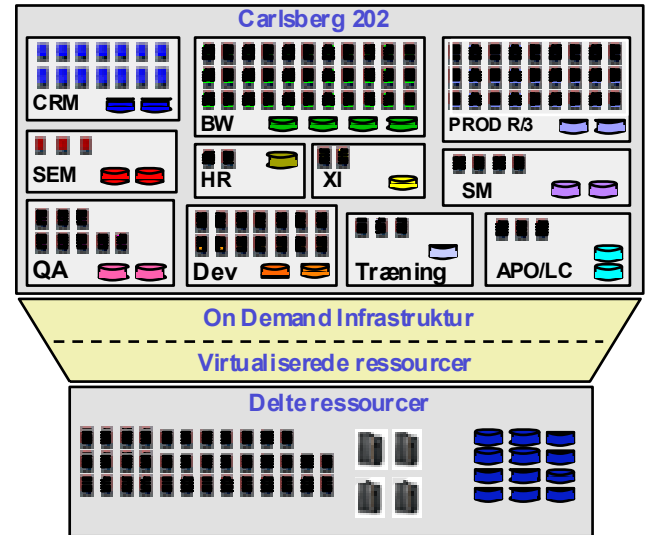 Carlsberg 202
CRM
BW
PROD R/3
SEM
HR
XI
SM
QA
Dev
Træning
APO/LC
On Demand Infrastruktur
Virtualiserede ressourcer
Delte ressourcer